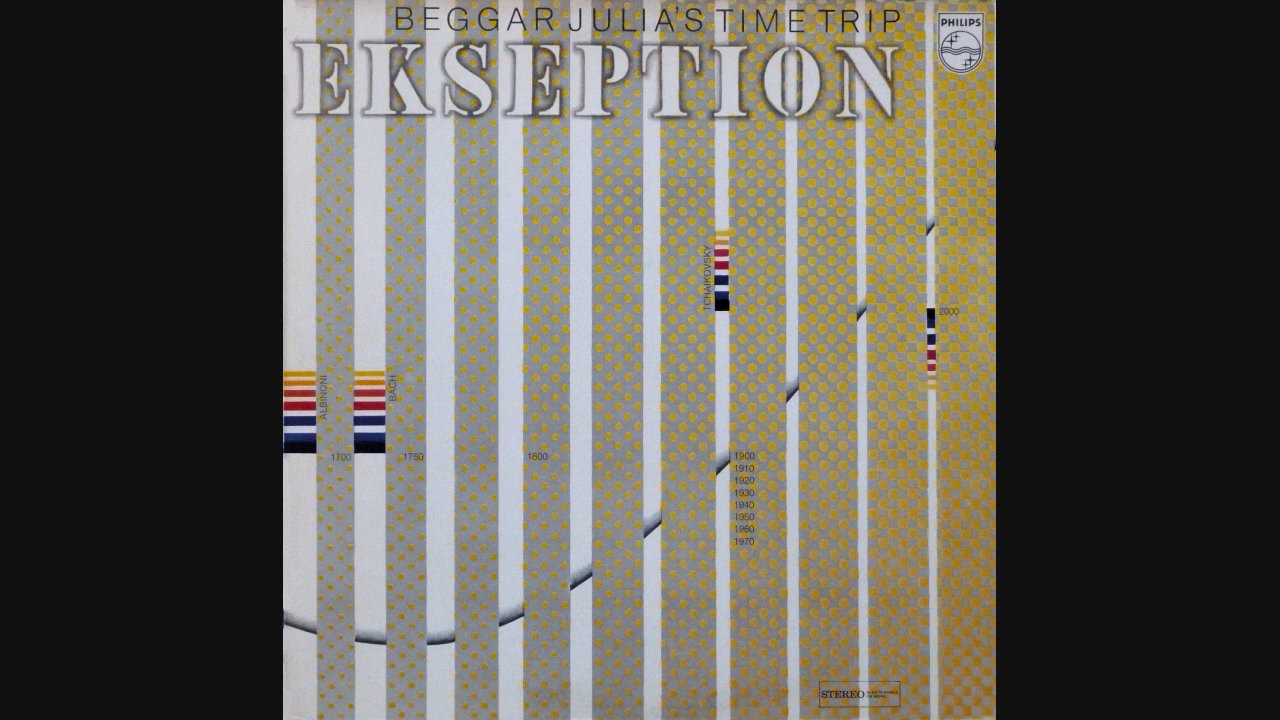 BEGGAR JULIA'S TIME TRIP
PHILIPS
EKSEPTION
TCHAIKOVSKY
2000
ALBINONI
BACH
1700
1750
1800
1900
1910
1920
1930
1940
1950
1960
1970
STEREO